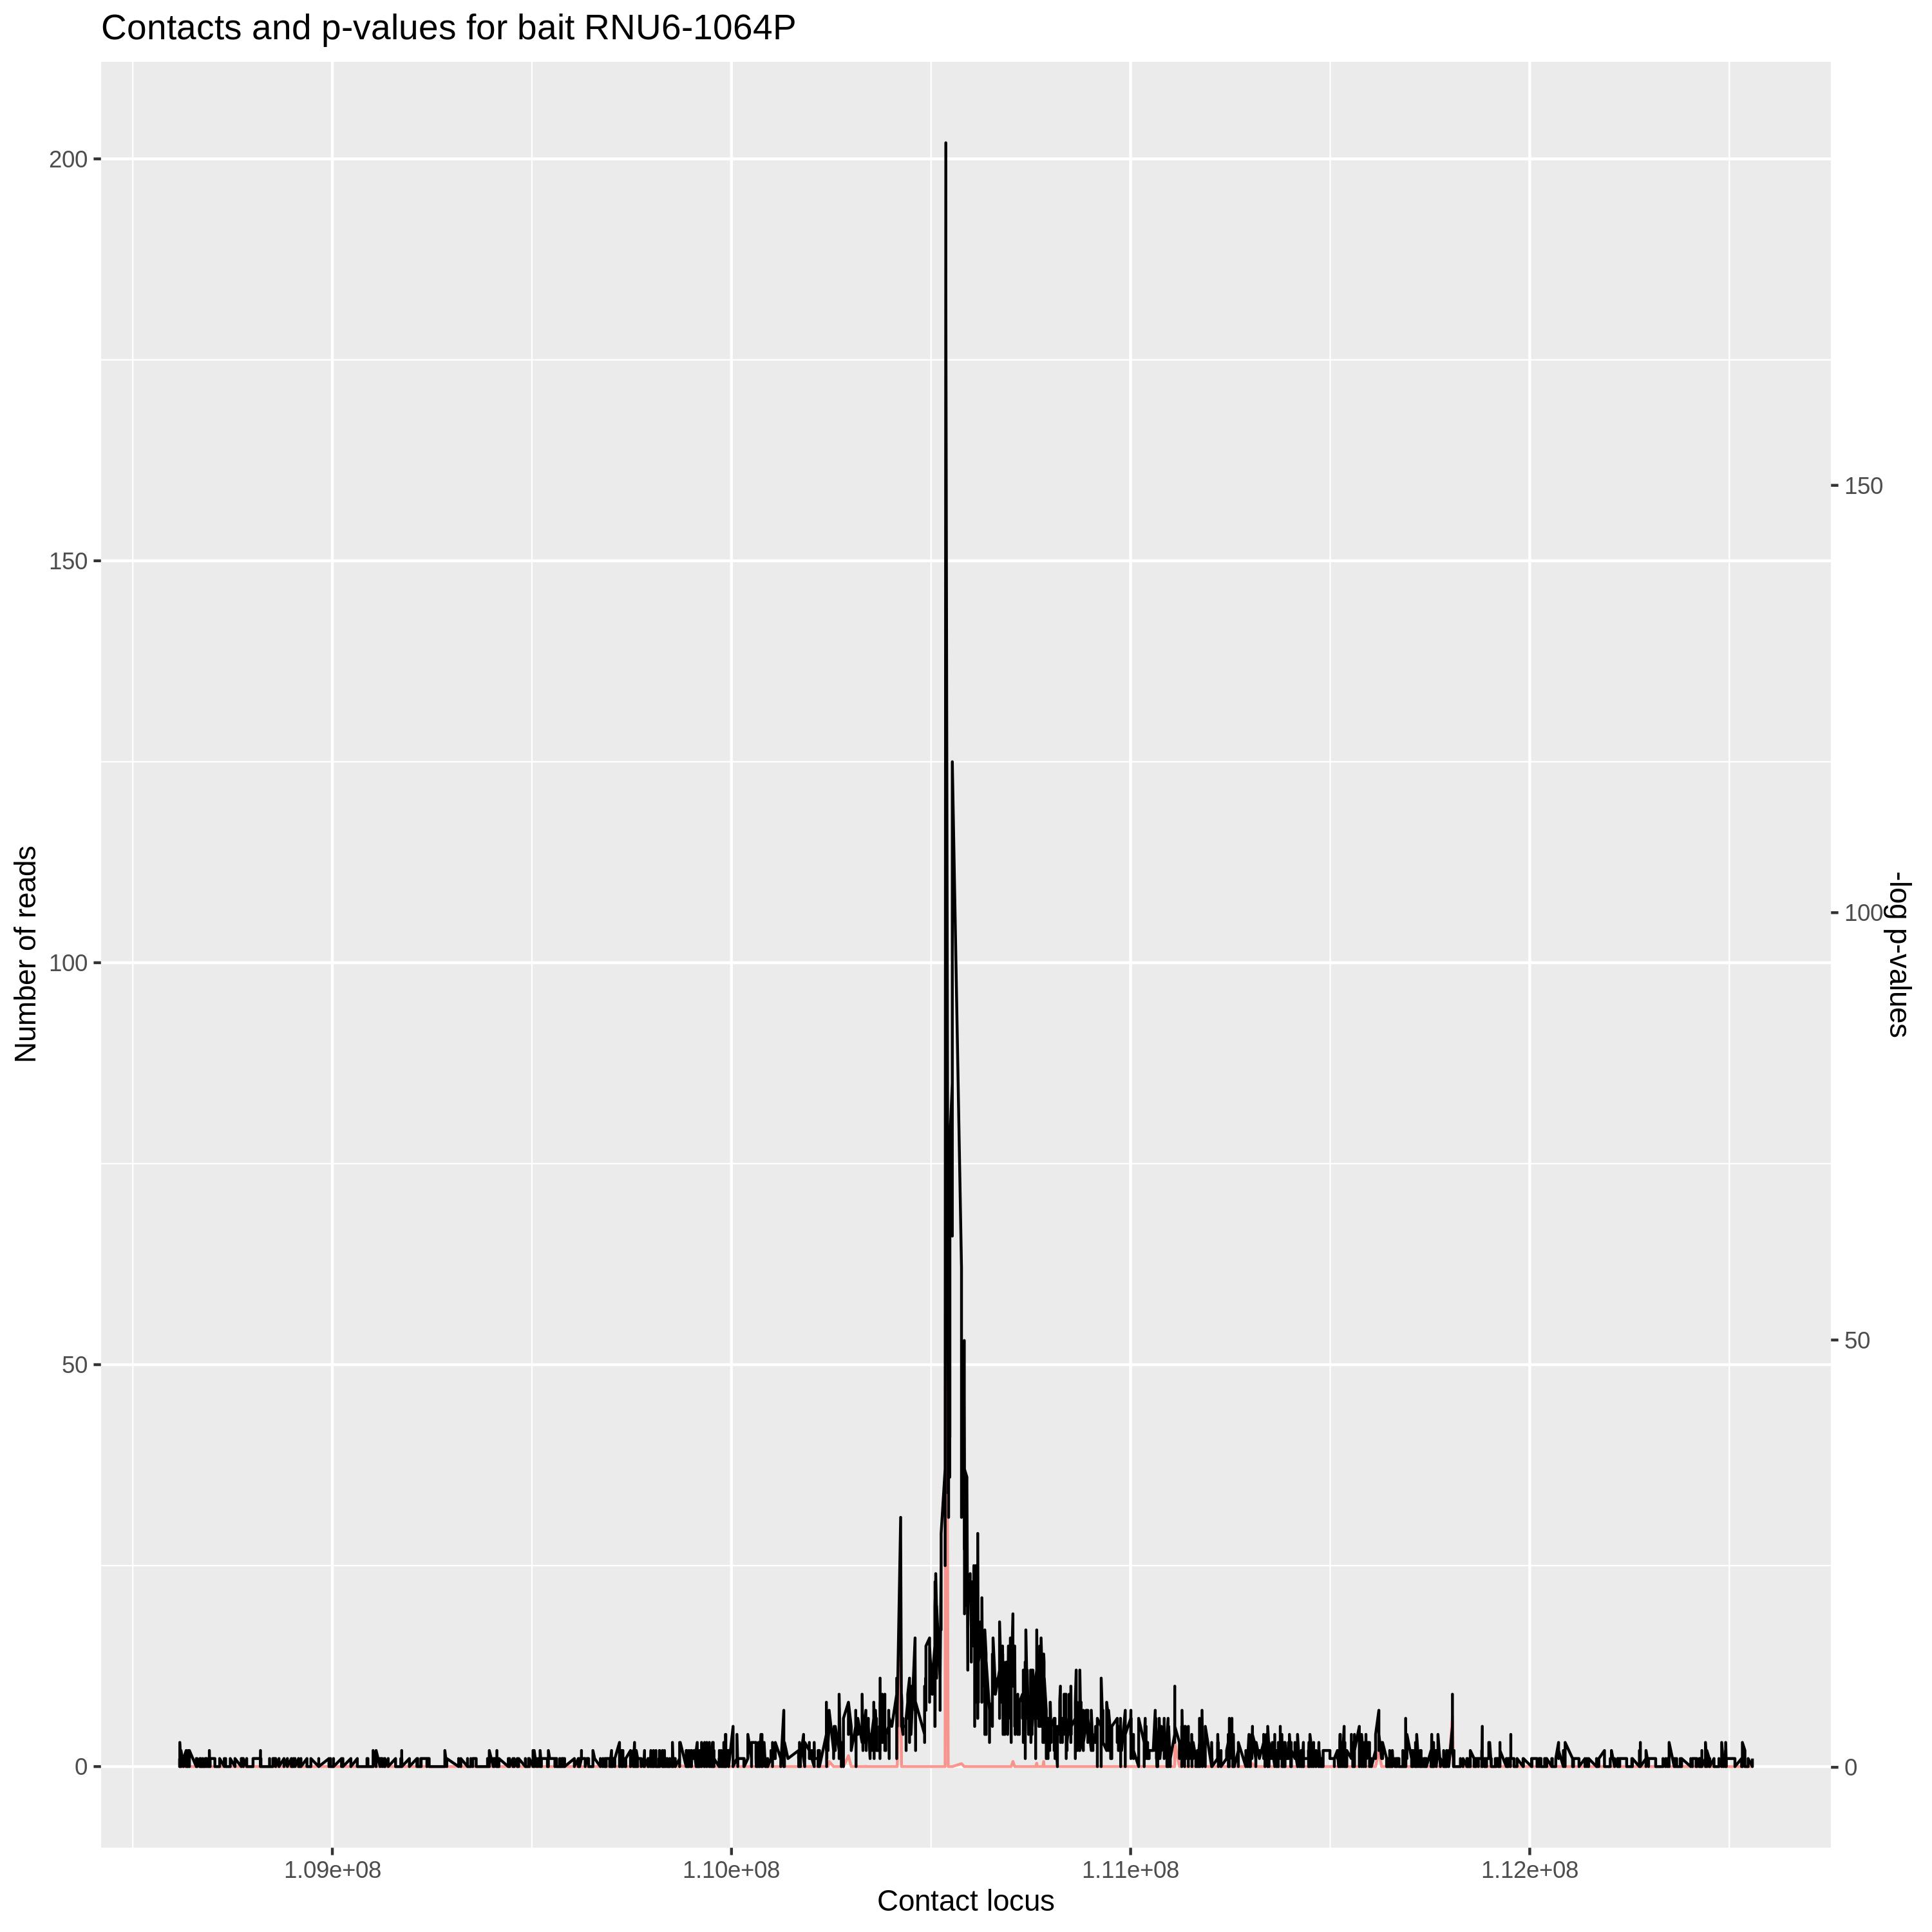 Contacts and p-values for bait RNU6-1064P
200
150
100
50
0
Number of reads
150
100
50
0
-log p-values
1.09e+08
1.10e+08
1.11e+08
1.12e+08
Contact locus